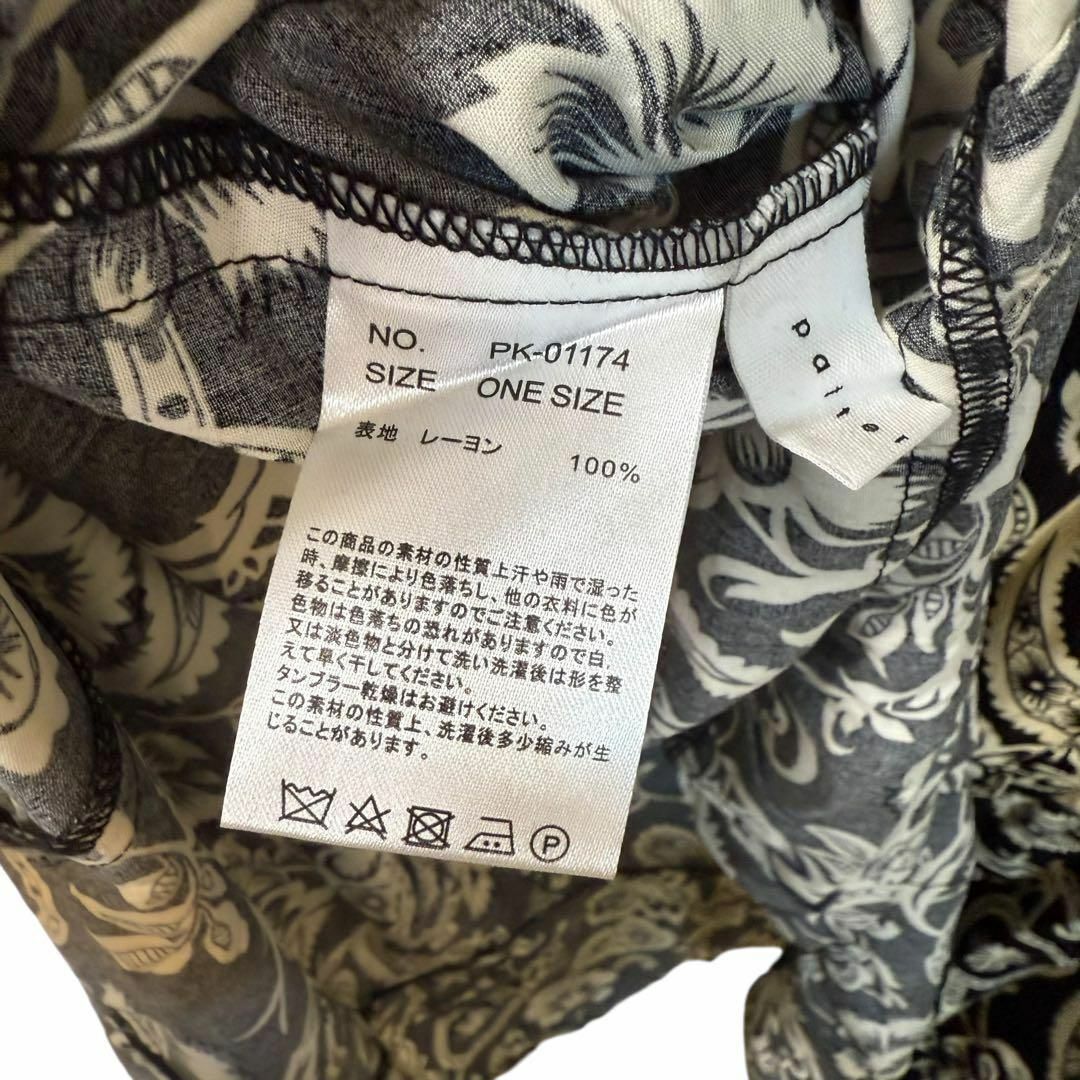 NO. PK-01174
SIZE ONE SIZE
表地 レーヨン 100%
この商品の素材の性質上汗や雨で湿った
時、摩擦により色落ちし、他の衣料に色が
移ることがありますのでご注意ください。
色物は色落ちの恐れがありますので白、
又は淡色物と分けて洗い洗濯後は形を整
えて早く干してください。
タンブラー乾燥はお避けください。
この素材の性質上、洗濯後多少縮みが生
じることがあります。
P